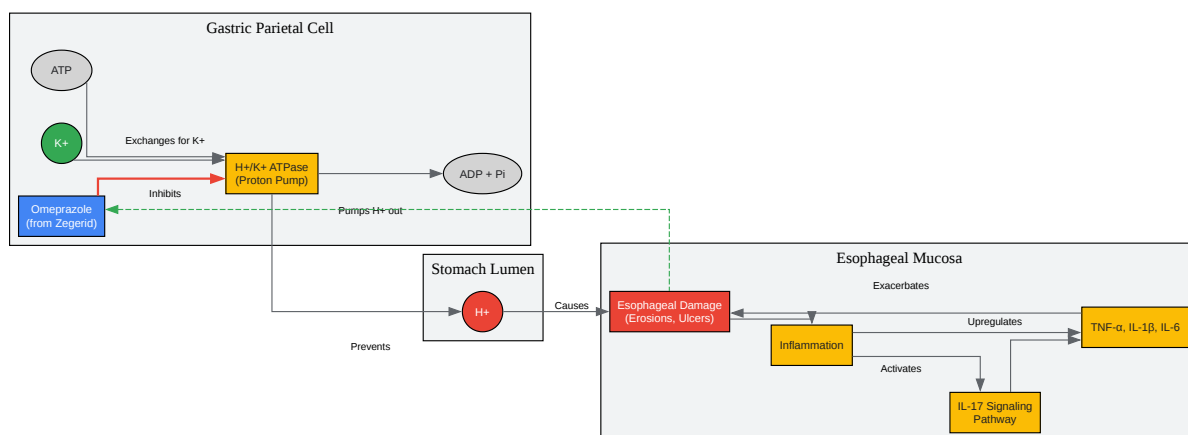 Gastric Parietal Cell
ATP
K+
Exchanges for K+
H+/K+ ATPase
(Proton Pump)
ADP + Pi
Inhibits
Omeprazole
(from Zegerid)
Pumps H+ out
Stomach Lumen
H+
Causes
Prevents
Esophageal Mucosa
Exacerbates
Esophageal Damage
(Erosions, Ulcers)
Upregulates
TNF-α, IL-1β, IL-6
Inflammation
Activates
IL-17 Signaling
Pathway